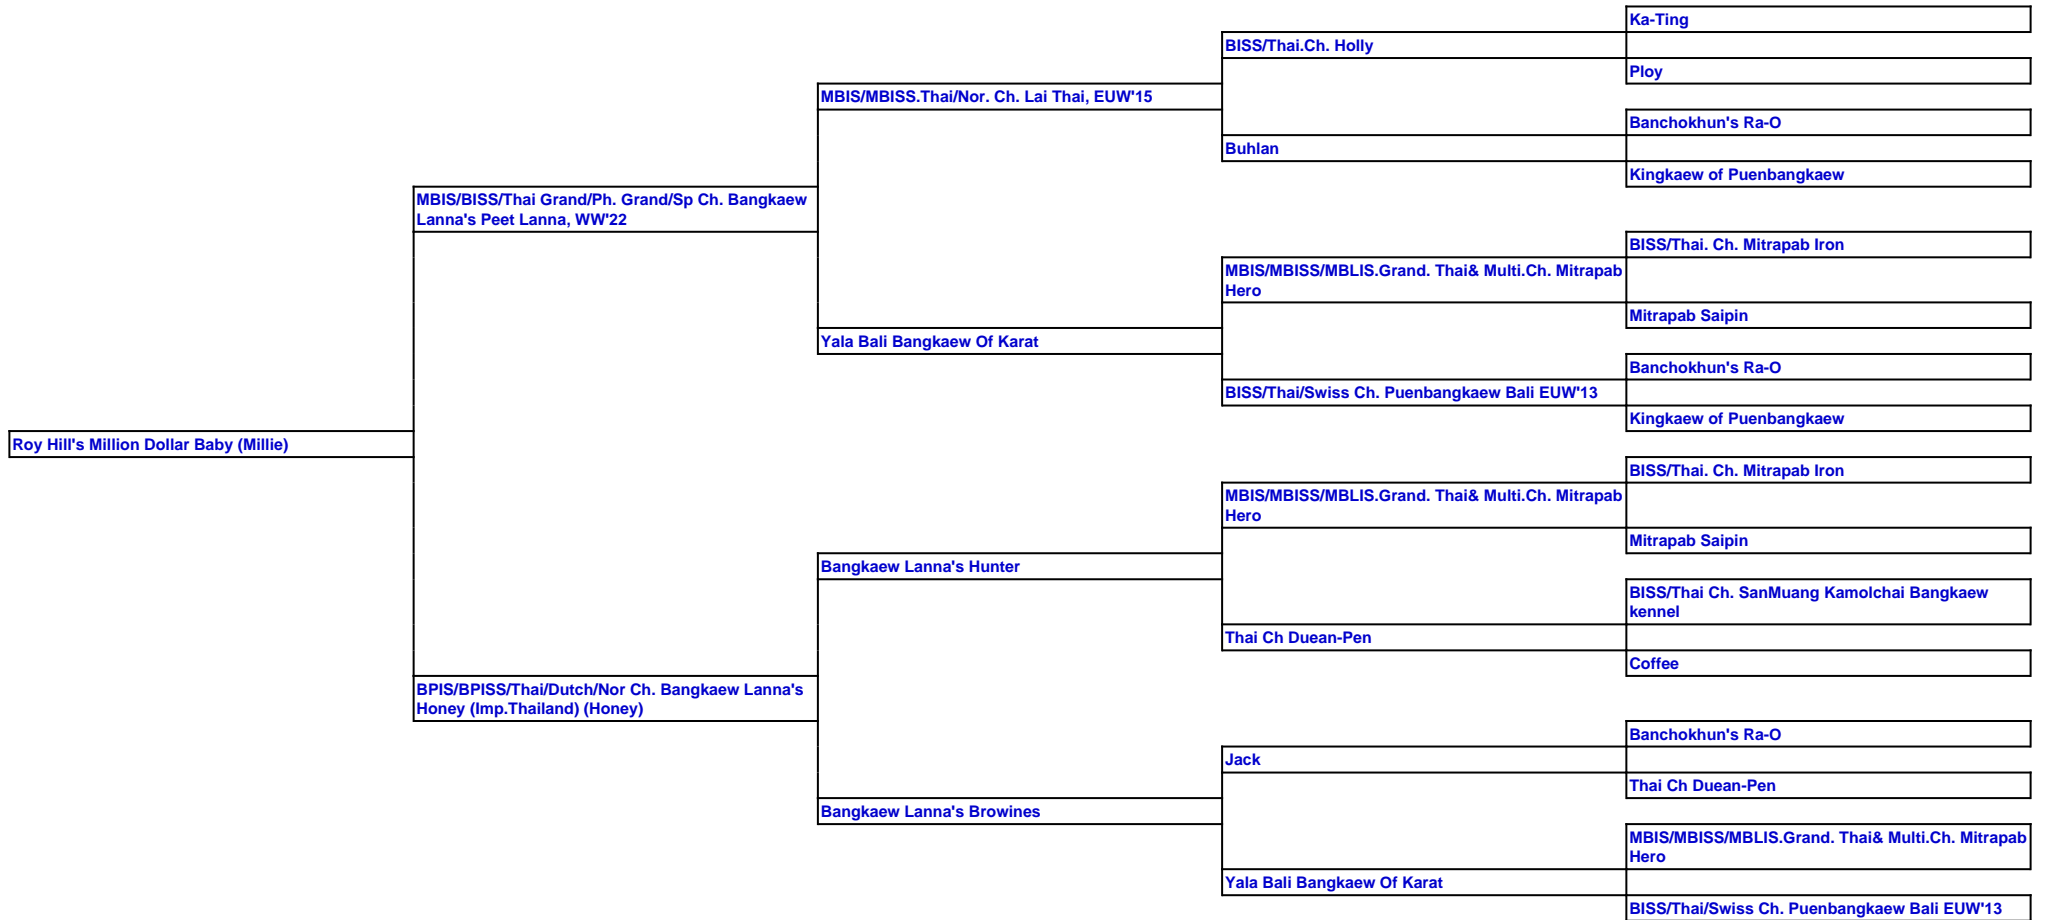 Ka-Ting
BISS/Thai.Ch. Holly
Ploy
MBIS/MBISS.Thai/Nor. Ch. Lai Thai, EUW'15
Banchokhun's Ra-O
Buhlan
Kingkaew of Puenbangkaew
MBIS/BISS/Thai Grand/Ph. Grand/Sp Ch. Bangkaew
Lanna's Peet Lanna, WW'22
BISS/Thai. Ch. Mitrapab Iron
MBIS/MBISS/MBLIS.Grand. Thai& Multi.Ch. Mitrapab
Hero
Mitrapab Saipin
Yala Bali Bangkaew Of Karat
Banchokhun's Ra-O
BISS/Thai/Swiss Ch. Puenbangkaew Bali EUW'13
Kingkaew of Puenbangkaew
Roy Hill's Million Dollar Baby (Millie)
BISS/Thai. Ch. Mitrapab Iron
MBIS/MBISS/MBLIS.Grand. Thai& Multi.Ch. Mitrapab
Hero
Mitrapab Saipin
Bangkaew Lanna's Hunter
BISS/Thai Ch. SanMuang Kamolchai Bangkaew
kennel
Thai Ch Duean-Pen
Coffee
BPIS/BPISS/Thai/Dutch/Nor Ch. Bangkaew Lanna's
Honey (Imp.Thailand) (Honey)
Banchokhun's Ra-O
Jack
Thai Ch Duean-Pen
Bangkaew Lanna's Browines
MBIS/MBISS/MBLIS.Grand. Thai& Multi.Ch. Mitrapab
Hero
Yala Bali Bangkaew Of Karat
BISS/Thai/Swiss Ch. Puenbangkaew Bali EUW'13